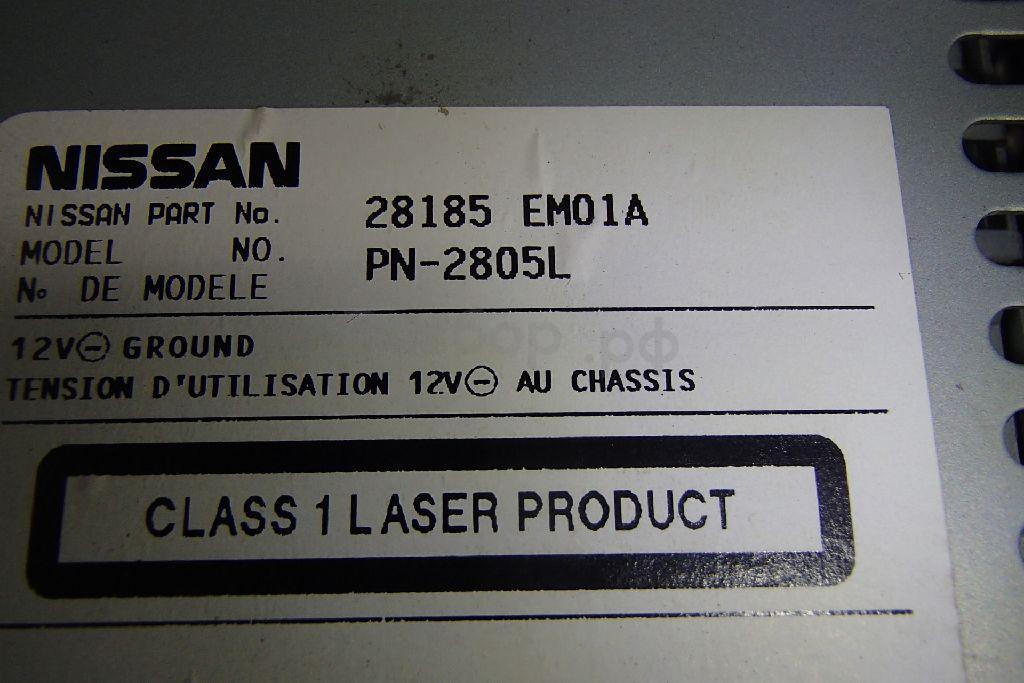 NISSAN
NISSAN PART No. 28185 EM01A
MODEL NO. PN-2805L
No DE MODELE
12V⊖ GROUND
TENSION D'UTILISATION 12V⊖ AU CHASSIS
CLASS 1 LASER PRODUCT